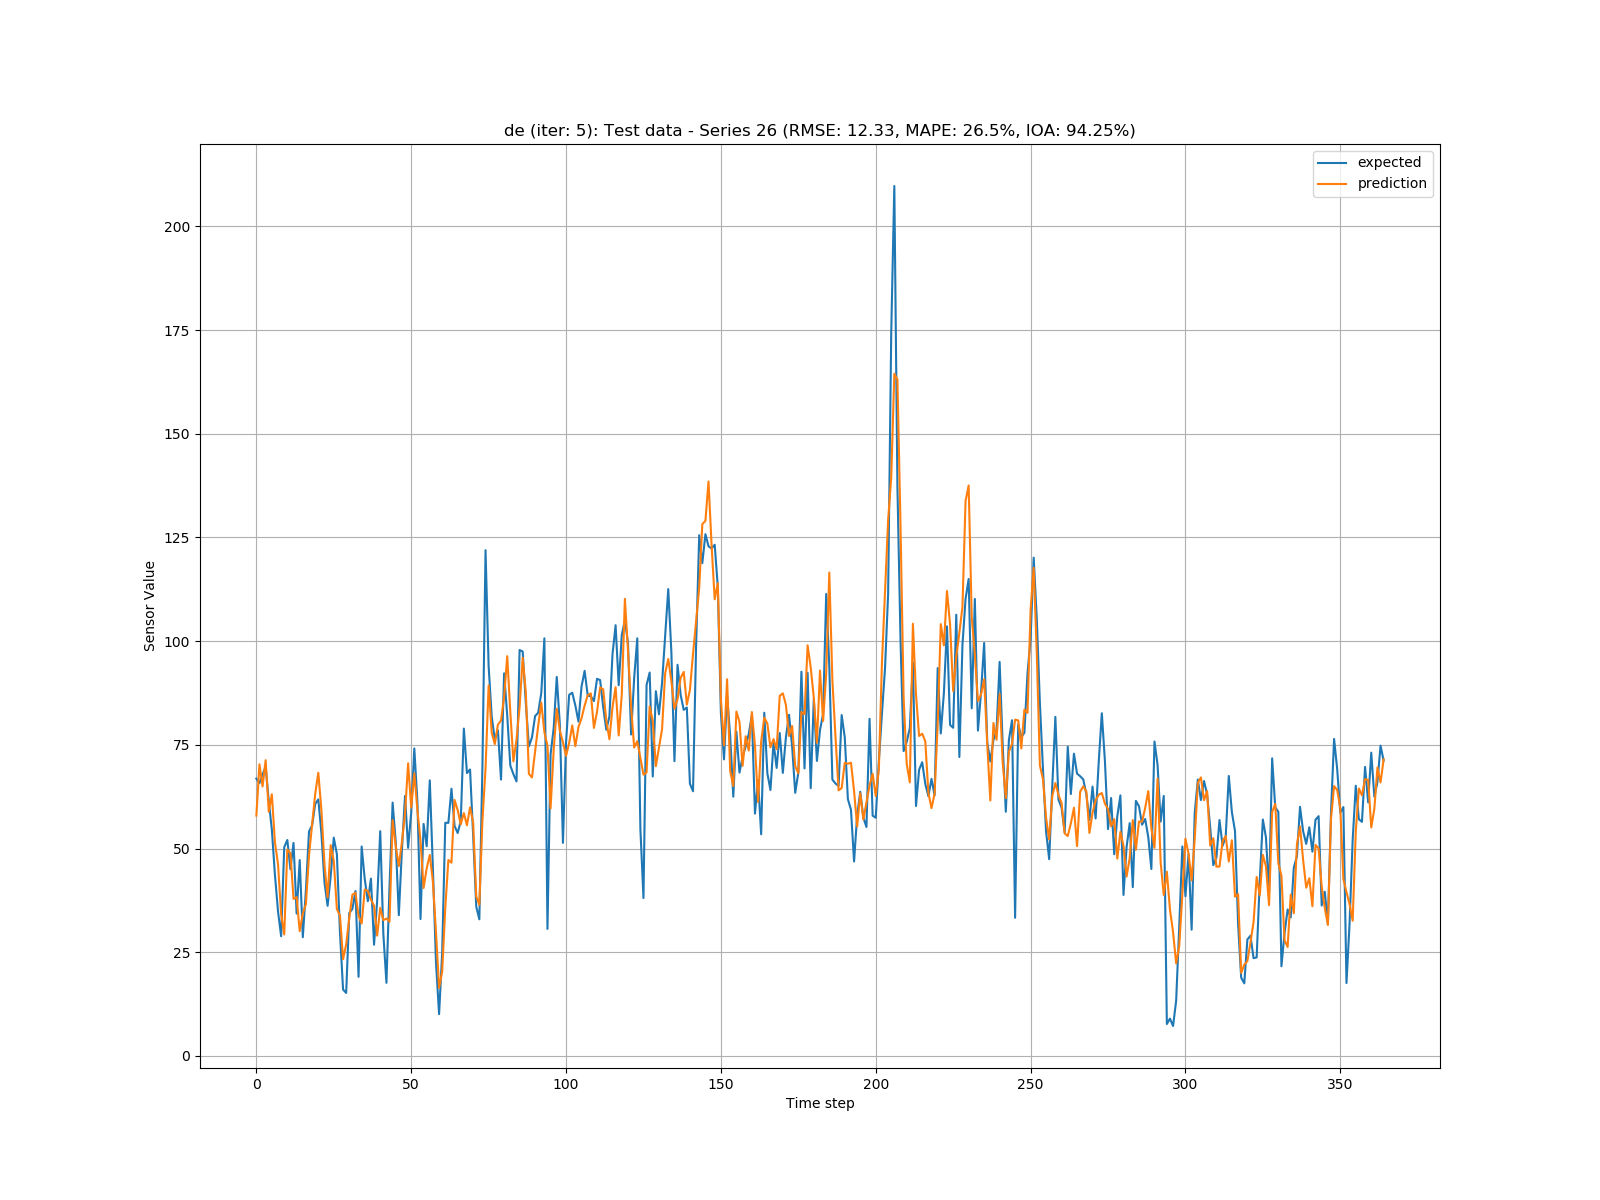 de (iter: 5): Test data - Series 26 (RMSE: 12.33, MAPE: 26.5%, IOA: 94.25%)
expected
prediction
200
175
150
125
100
75
50
25
0
Sensor Value
0 50 100 150 200 250 300 350
Time step